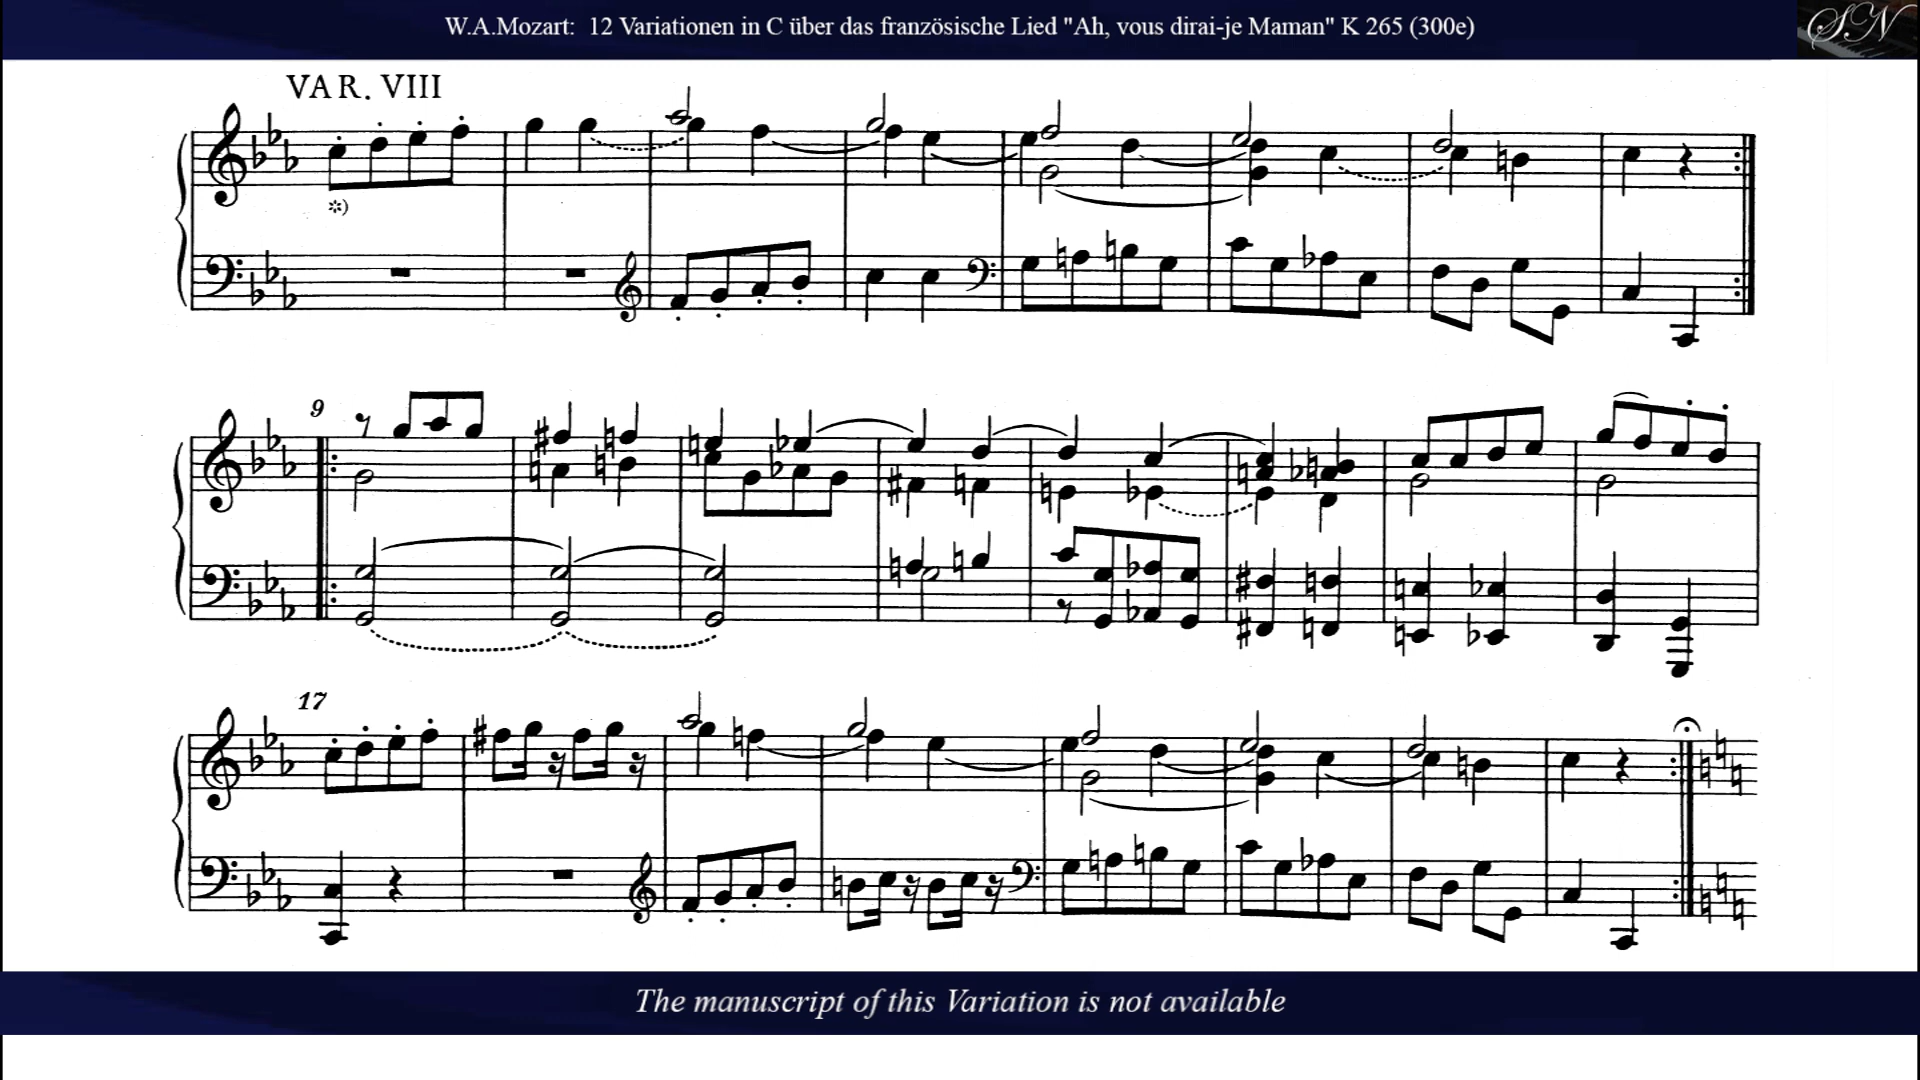 W.A.Mozart: 12 Variationen in C über das französische Lied "Ah, vous dirai-je Maman" K 265 (300e)
SN
VAR. VIII
*)
9
17
The manuscript of this Variation is not available